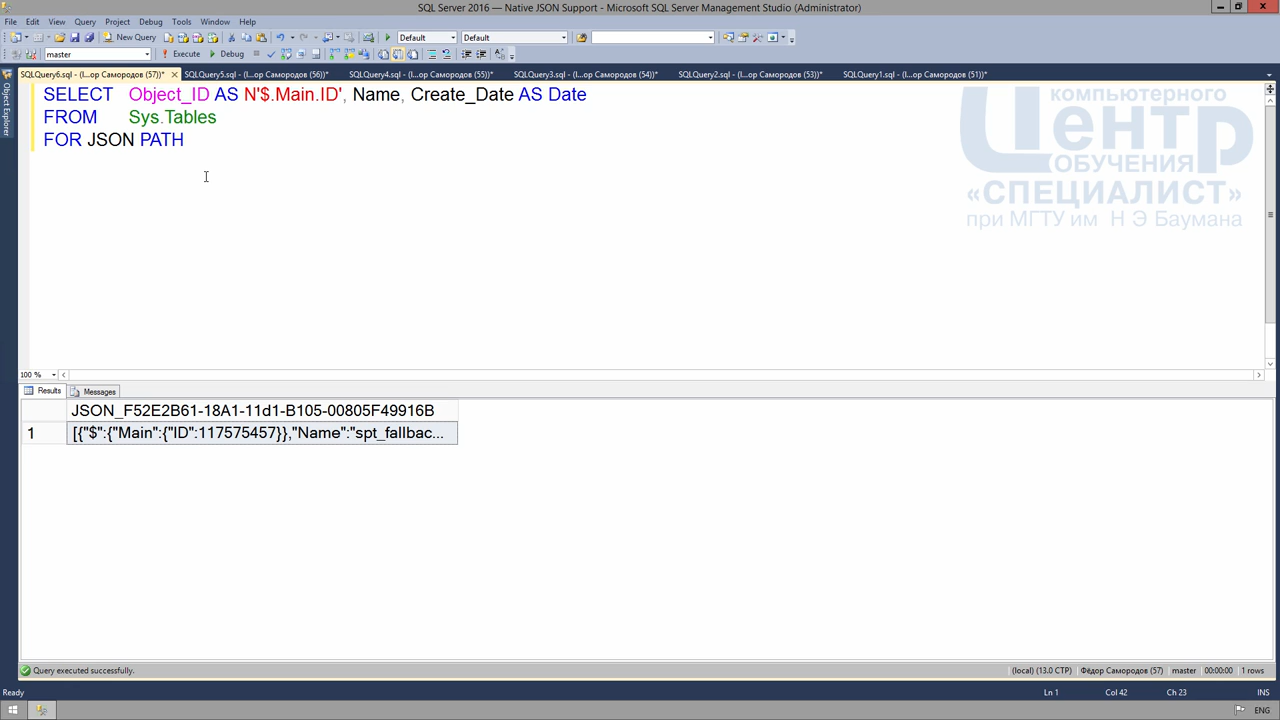 SQL Server 2016 — Native JSON Support - Microsoft SQL Server Management Studio (Administrator)
File Edit View Query Project Debug Tools Window Help
New Query
master Execute Debug Default Default
SQLQuery6.sql - (l...ор Самородов (57))* SQLQuery5.sql - (l...ор Самородов (56))* SQLQuery4.sql - (l...ор Самородов (55))* SQLQuery3.sql - (l...ор Самородов (54))* SQLQuery2.sql - (l...ор Самородов (53))* SQLQuery1.sql - (l...ор Самородов (51))*
Object Explorer
SELECT Object_ID AS N'$.Main.ID', Name, Create_Date AS Date
FROM Sys.Tables
FOR JSON PATH
компьютерного
Центр
ОБУЧЕНИЯ
«СПЕЦИАЛИСТ»
при МГТУ им Н Э Баумана
100 %
Results Messages
JSON_F52E2B61-18A1-11d1-B105-00805F49916B
1 [{"$":{"Main":{"ID":117575457}},"Name":"spt_fallbac...
Query executed successfully. (local) (13.0 CTP) Фёдор Самородов (57) master 00:00:00 1 rows
Ready Ln 1 Col 42 Ch 23 INS
ENG